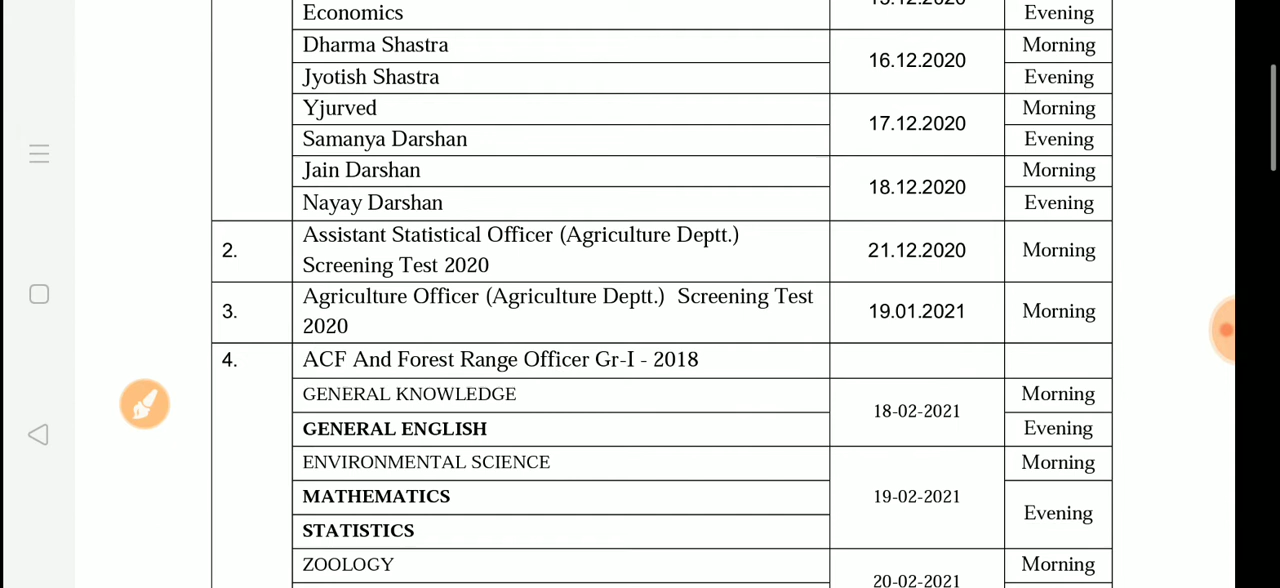 Economics
Evening
Dharma Shastra
16.12.2020
Morning
Jyotish Shastra
Evening
Yjurved
17.12.2020
Morning
Samanya Darshan
Evening
Jain Darshan
18.12.2020
Morning
Nayay Darshan
Evening
2.
Assistant Statistical Officer (Agriculture Deptt.)
Screening Test 2020
21.12.2020
Morning
3.
Agriculture Officer (Agriculture Deptt.) Screening Test
2020
19.01.2021
Morning
4.
ACF And Forest Range Officer Gr-I - 2018
GENERAL KNOWLEDGE
18-02-2021
Morning
GENERAL ENGLISH
Evening
ENVIRONMENTAL SCIENCE
19-02-2021
Morning
MATHEMATICS
Evening
STATISTICS
ZOOLOGY
20-02-2021
Morning